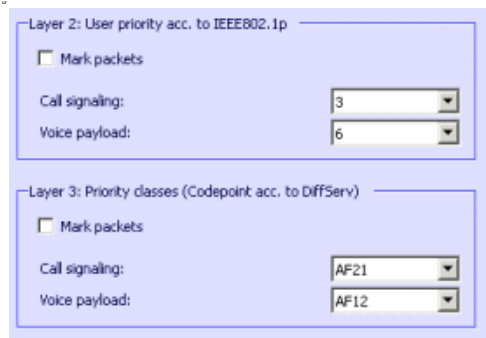 Layer 2: User priority acc. to IEEE802.1p
Mark packets
Call signaling: 3
Voice payload: 6
Layer 3: Priority classes (Codepoint acc. to DiffServ)
Mark packets
Call signaling: AF21
Voice payload: AF12